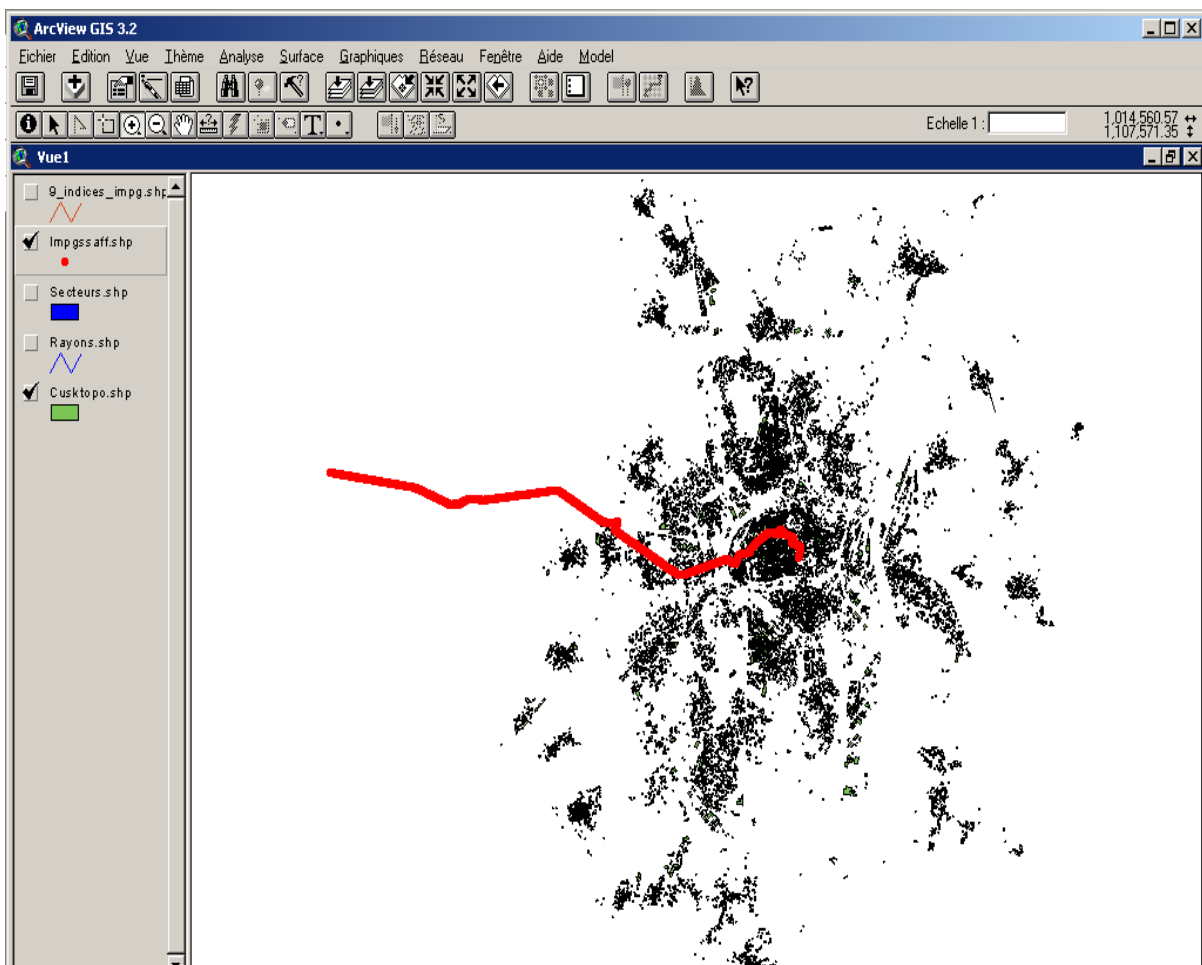 ArcView GIS 3.2
Fichier Edition Vue Thème Analyse Surface Graphiques Réseau Fenêtre Aide Model
Echelle 1 :
1,014,560.57
1,107,571.35
Vue1
9_indices_impg.shp
Impgssaff.shp
Secteurs.shp
Rayons.shp
Cusktopo.shp